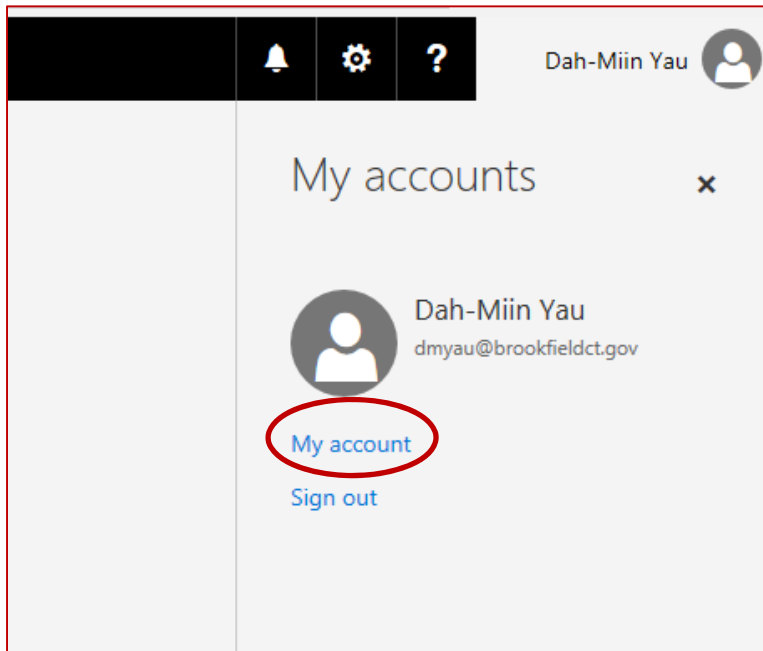 ? Dah-Miin Yau
My accounts ×
Dah-Miin Yau
dmyau@brookfieldct.gov
My account
Sign out